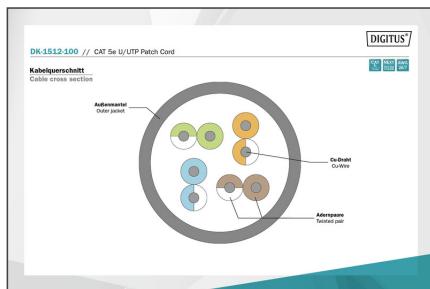 DIGITUS®
DK-1512-100 // CAT 5e U/UTP Patch Cord
Kabelquerschnitt
Cable cross section
Außenmantel
Outer jacket
Cu-Draht
Cu-Wire
Adernpaare
Twisted pair